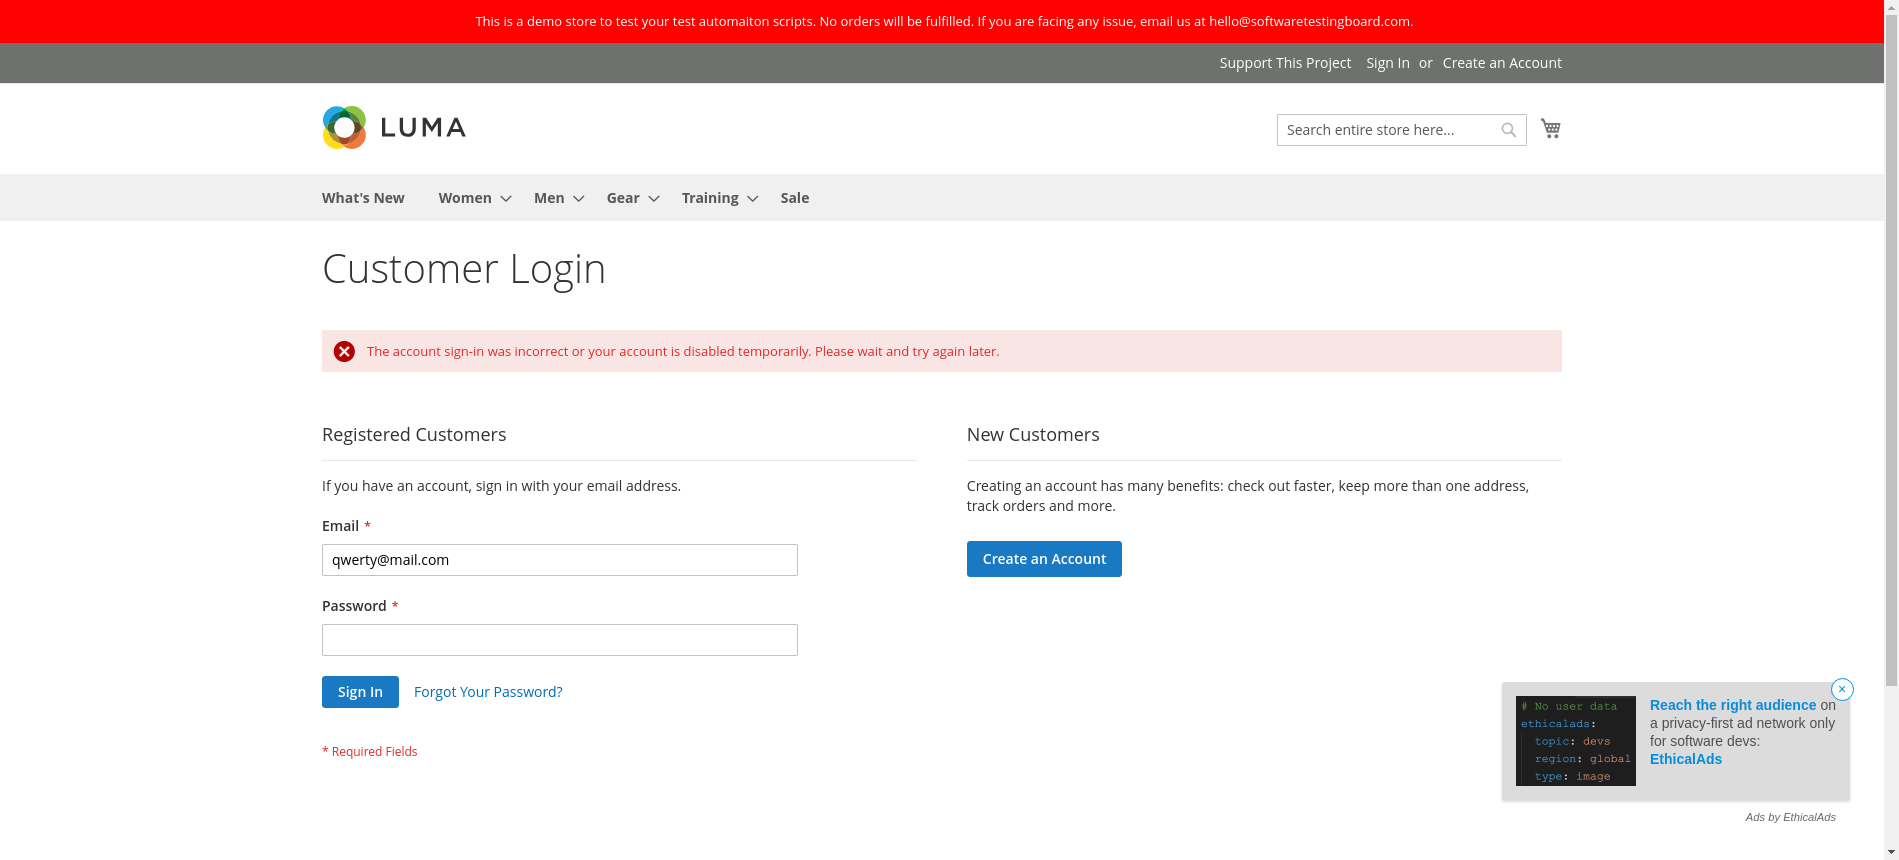 This is a demo store to test your test automaiton scripts. No orders will be fulfilled. If you are facing any issue, email us at hello@softwaretestingboard.com.
Support This Project Sign In or Create an Account
LUMA
Search entire store here...
What's New Women Men Gear Training Sale
Customer Login
The account sign-in was incorrect or your account is disabled temporarily. Please wait and try again later.
Registered Customers
If you have an account, sign in with your email address.
Email *
qwerty@mail.com
Password *
Sign In Forgot Your Password?
* Required Fields
New Customers
Creating an account has many benefits: check out faster, keep more than one address,
track orders and more.
Create an Account
# No user data
ethicalads:
topic: devs
region: global
type: image
Reach the right audience on
a privacy-first ad network only
for software devs:
EthicalAds
Ads by EthicalAds